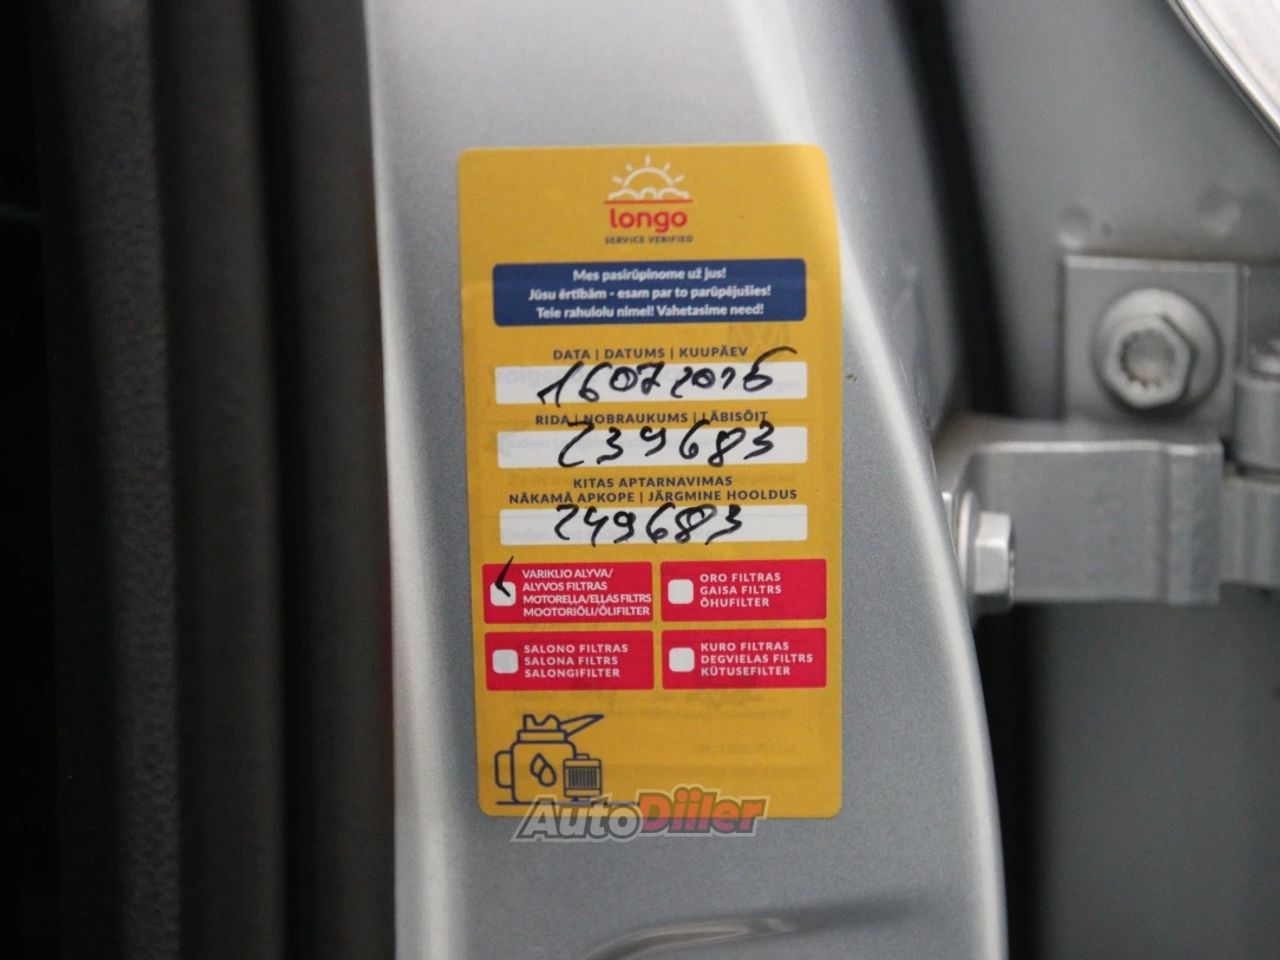 longo
SERVICE VERIFIED
Mes pasirūpinome už jus!
Jūsu ērtībām - esam par to parūpējušies!
Teie rahulolu nimel! Vahetasime need!
DATA | DATUMS | KUUPÄEV
16072016
RIDA | NOBRAUKUMS | LÄBISÕIT
239683
KITAS APTARNAVIMAS
NĀKAMĀ APKOPE | JÄRGMINE HOOLDUS
249683
VARIKLIO ALYVA/
ALYVOS FILTRAS
MOTOREĻĻA/EĻĻAS FILTRS
MOOTORIÕLI/ÕLIFILTER
ORO FILTRAS
GAISA FILTRS
ÕHUFILTER
SALONO FILTRAS
SALONA FILTRS
SALONGIFILTER
KURO FILTRAS
DEGVIELAS FILTRS
KÜTUSEFILTER
AutoDiiler